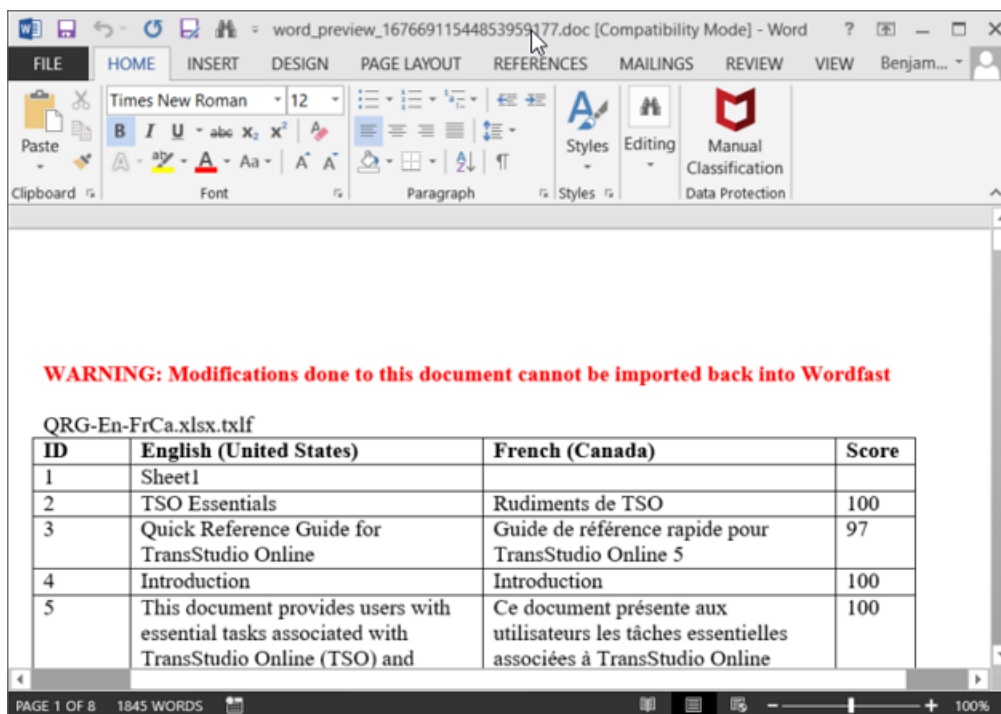 word_preview_16766911544853959177.doc [Compatibility Mode] - Word
FILE HOME INSERT DESIGN PAGE LAYOUT REFERENCES MAILINGS REVIEW VIEW Benjam...
Times New Roman 12
Paste
Styles
Editing
Manual Classification
Clipboard Font Paragraph Styles Data Protection
WARNING: Modifications done to this document cannot be imported back into Wordfast
QRG-En-FrCa.xlsx.txlf
ID English (United States) French (Canada) Score
1 Sheet1
2 TSO Essentials Rudiments de TSO 100
3 Quick Reference Guide for Guide de référence rapide pour 97
TransStudio Online TransStudio Online 5
4 Introduction Introduction 100
5 This document provides users with Ce document présente aux 100
essential tasks associated with utilisateurs les tâches essentielles
TransStudio Online (TSO) and associées à TransStudio Online
PAGE 1 OF 8 1845 WORDS 100%